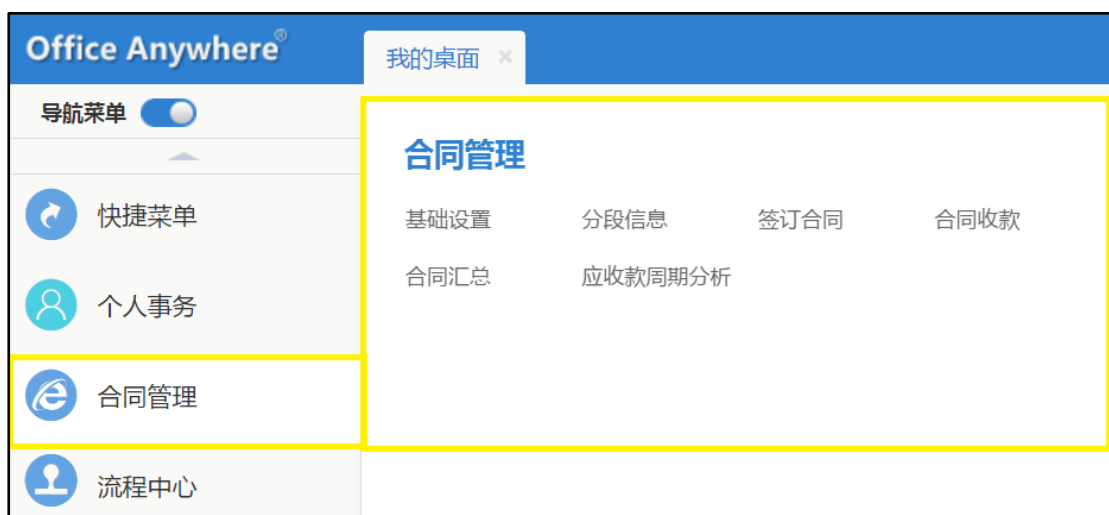 Office Anywhere®
我的桌面 ×
导航菜单
合同管理
快捷菜单
基础设置 分段信息 签订合同 合同收款
合同汇总 应收款周期分析
个人事务
合同管理
流程中心